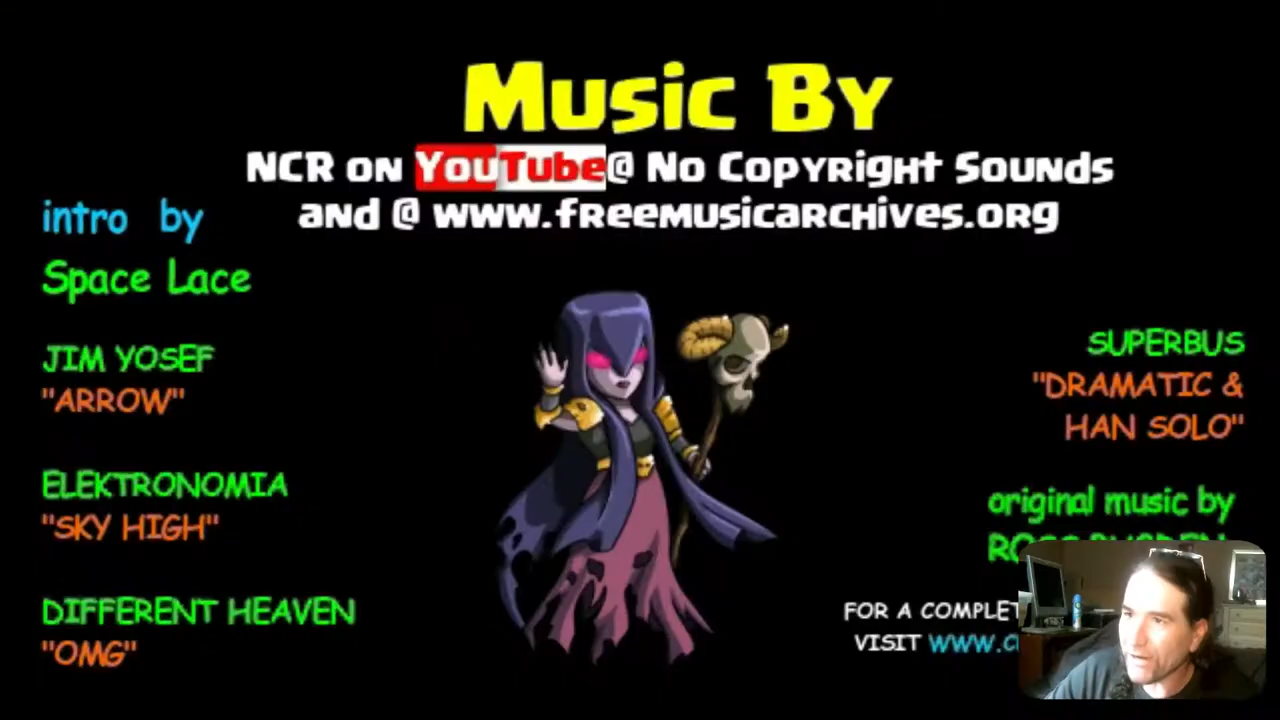 Music By
NCR on YouTube@ No Copyright Sounds
and @ www.freemusicarchives.org
intro by
Space Lace
JIM YOSEF
"ARROW"
ELEKTRONOMIA
"SKY HIGH"
DIFFERENT HEAVEN
"OMG"
SUPERBUS
"DRAMATIC &
HAN SOLO"
original music by
FOR A
VISIT